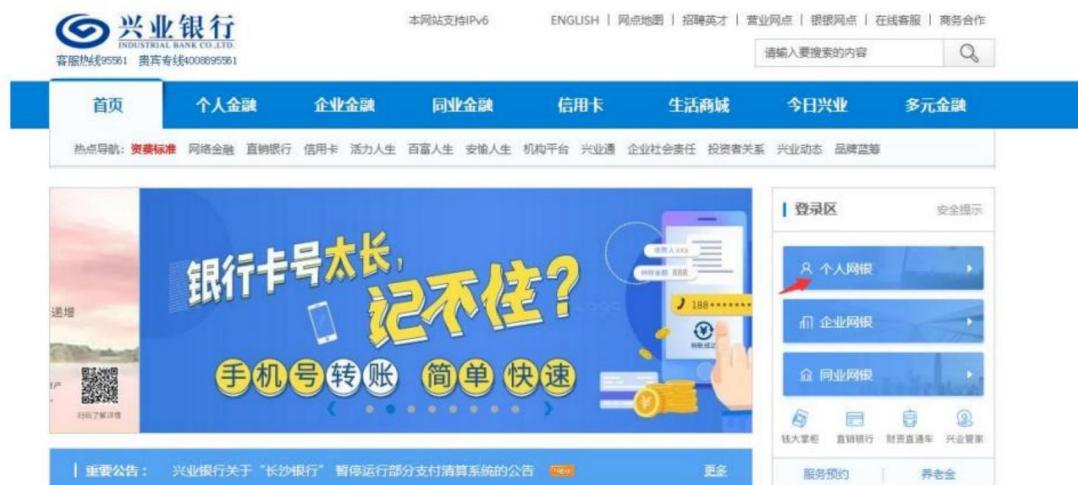 兴业银行
INDUSTRIAL BANK CO.,LTD.
客服热线95561 贵宾专线4008895561
本网站支持IPv6
ENGLISH | 网点地图 | 招聘英才 | 营业网点 | 银银网点 | 在线客服 | 商务合作
请输入要搜索的内容
首页 个人金融 企业金融 同业金融 信用卡 生活商城 今日兴业 多元金融
热点导航: 资费标准 网络金融 直销银行 信用卡 活力人生 百富人生 安愉人生 机构平台 兴业通 企业社会责任 投资者关系 兴业动态 品牌蓝筹
递增
扫码了解详情
银行卡号太长,
记不住?
手机号转账 简单快速
888
188********
登录区 安全提示
个人网银
企业网银
同业网银
钱大掌柜 直销银行 财资直通车 兴业管家
服务预约 | 养老金
重要公告: 兴业银行关于“长沙银行”暂停运行部分支付清算系统的公告 New 更多